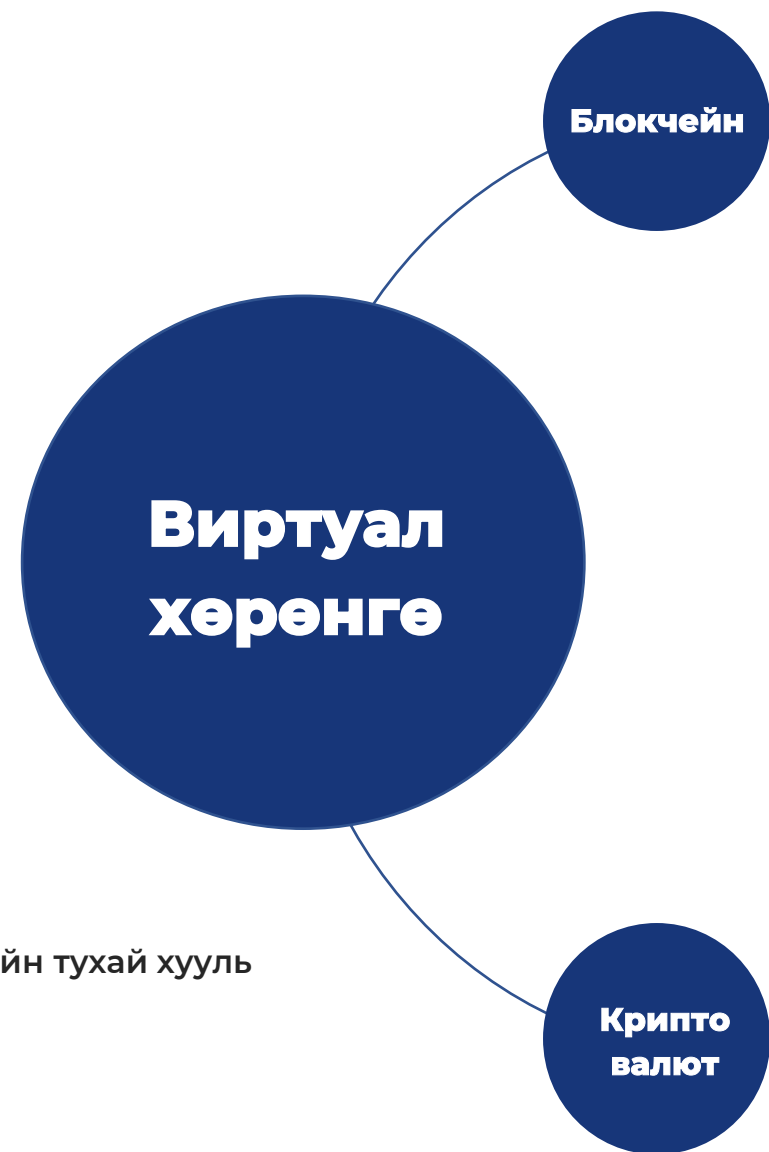 Блокчейн
Виртуал
хөрөнгө
йн тухай хууль
Крипто
валют